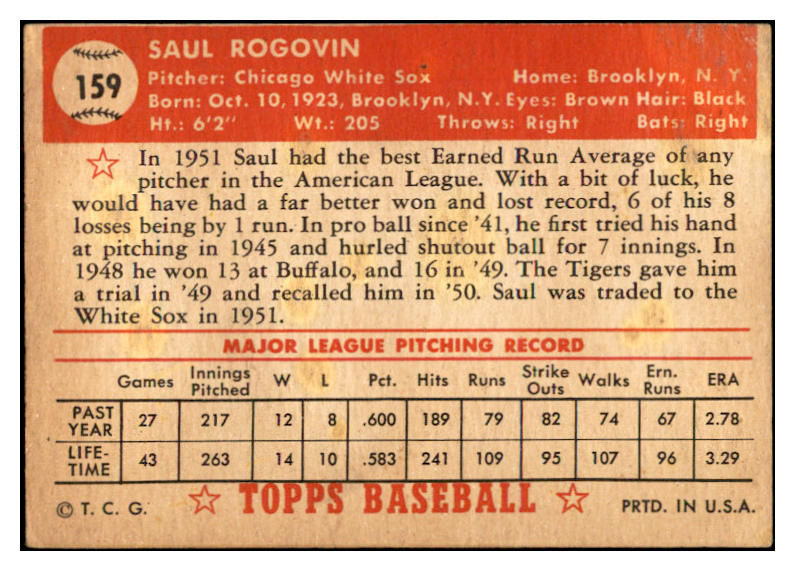 159
SAUL ROGOVIN
Pitcher: Chicago White Sox Home: Brooklyn, N. Y.
Born: Oct. 10, 1923, Brooklyn, N.Y. Eyes: Brown Hair: Black
Ht.: 6'2" Wt.: 205 Throws: Right Bats: Right
In 1951 Saul had the best Earned Run Average of any
pitcher in the American League. With a bit of luck, he
would have had a far better won and lost record, 6 of his 8
losses being by 1 run. In pro ball since '41, he first tried his hand
at pitching in 1945 and hurled shutout ball for 7 innings. In
1948 he won 13 at Buffalo, and 16 in '49. The Tigers gave him
a trial in '49 and recalled him in '50. Saul was traded to the
White Sox in 1951.
MAJOR LEAGUE PITCHING RECORD
Games Innings Pitched W L Pct. Hits Runs Strike Outs Walks Ern. Runs ERA
PAST YEAR 27 217 12 8 .600 189 79 82 74 67 2.78
LIFE-TIME 43 263 14 10 .583 241 109 95 107 96 3.29
© T. C. G. TOPPS BASEBALL PRTD. IN U.S.A.